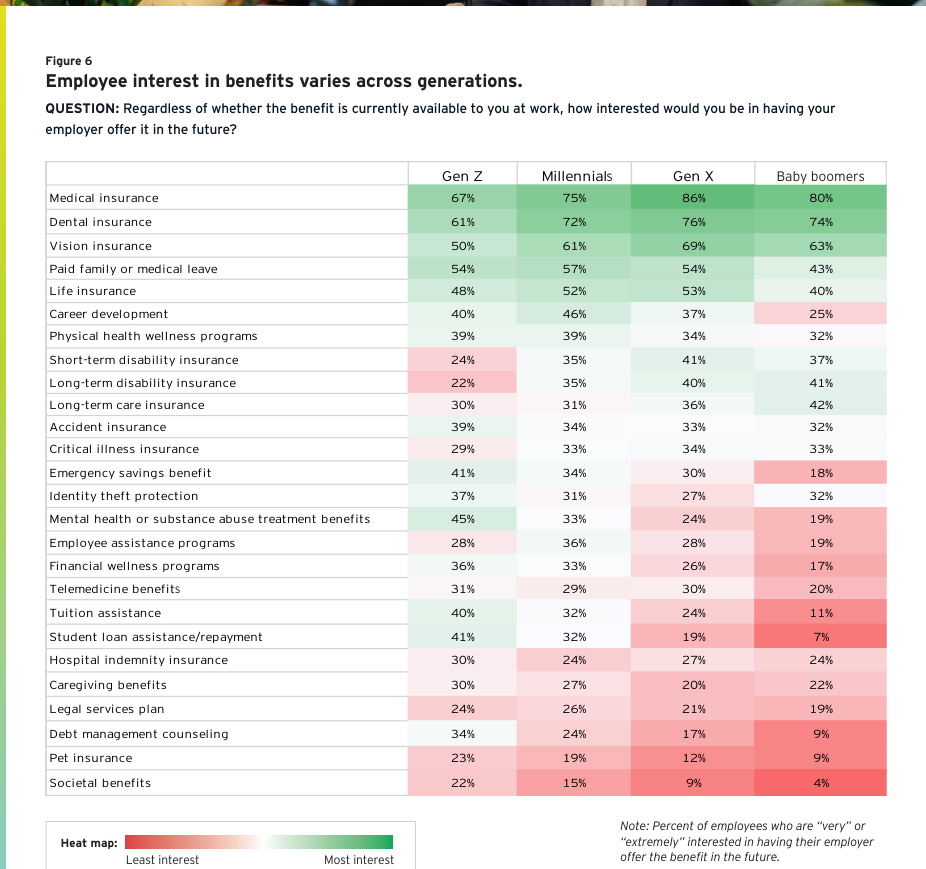 Figure 6
Employee interest in benefits varies across generations.
QUESTION: Regardless of whether the benefit is currently available to you at work, how interested would you be in having your
employer offer it in the future?
Gen Z Millennials Gen X Baby boomers
Medical insurance 67% 75% 86% 80%
Dental insurance 61% 72% 76% 74%
Vision insurance 50% 61% 69% 63%
Paid family or medical leave 54% 57% 54% 43%
Life insurance 48% 52% 53% 40%
Career development 40% 46% 37% 25%
Physical health wellness programs 39% 39% 34% 32%
Short-term disability insurance 24% 35% 41% 37%
Long-term disability insurance 22% 35% 40% 41%
Long-term care insurance 30% 31% 36% 42%
Accident insurance 39% 34% 33% 32%
Critical illness insurance 29% 33% 34% 33%
Emergency savings benefit 41% 34% 30% 18%
Identity theft protection 37% 31% 27% 32%
Mental health or substance abuse treatment benefits 45% 33% 24% 19%
Employee assistance programs 28% 36% 28% 19%
Financial wellness programs 36% 33% 26% 17%
Telemedicine benefits 31% 29% 30% 20%
Tuition assistance 40% 32% 24% 11%
Student loan assistance/repayment 41% 32% 19% 7%
Hospital indemnity insurance 30% 24% 27% 24%
Caregiving benefits 30% 27% 20% 22%
Legal services plan 24% 26% 21% 19%
Debt management counseling 34% 24% 17% 9%
Pet insurance 23% 19% 12% 9%
Societal benefits 22% 15% 9% 4%
Heat map:
Least interest Most interest
Note: Percent of employees who are “very” or
“extremely” interested in having their employer
offer the benefit in the future.